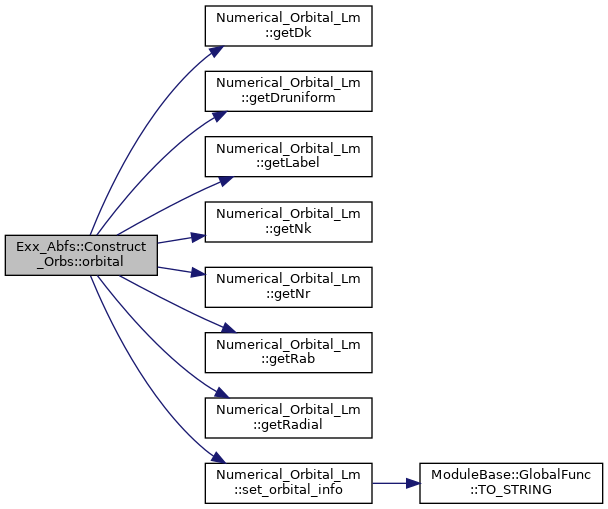 Numerical_Orbital_Lm
::getDk
Numerical_Orbital_Lm
::getDruniform
Numerical_Orbital_Lm
::getLabel
Numerical_Orbital_Lm
::getNk
Exx_Abfs::Construct
_Orbs::orbital
Numerical_Orbital_Lm
::getNr
Numerical_Orbital_Lm
::getRab
Numerical_Orbital_Lm
::getRadial
Numerical_Orbital_Lm
::set_orbital_info
ModuleBase::GlobalFunc
::TO_STRING